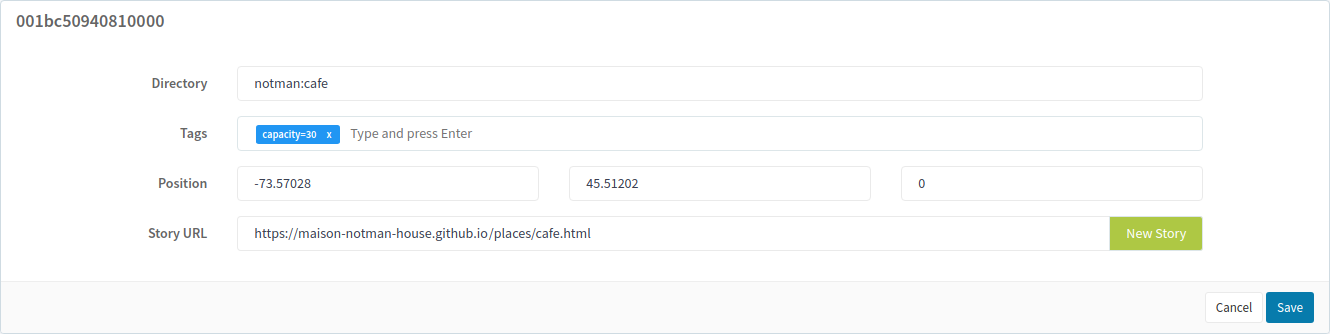 001bc50940810000
Directory notman:cafe
Tags capacity=30 x Type and press Enter
Position -73.57028 45.51202 0
Story URL https://maison-notman-house.github.io/places/cafe.html New Story
Cancel Save